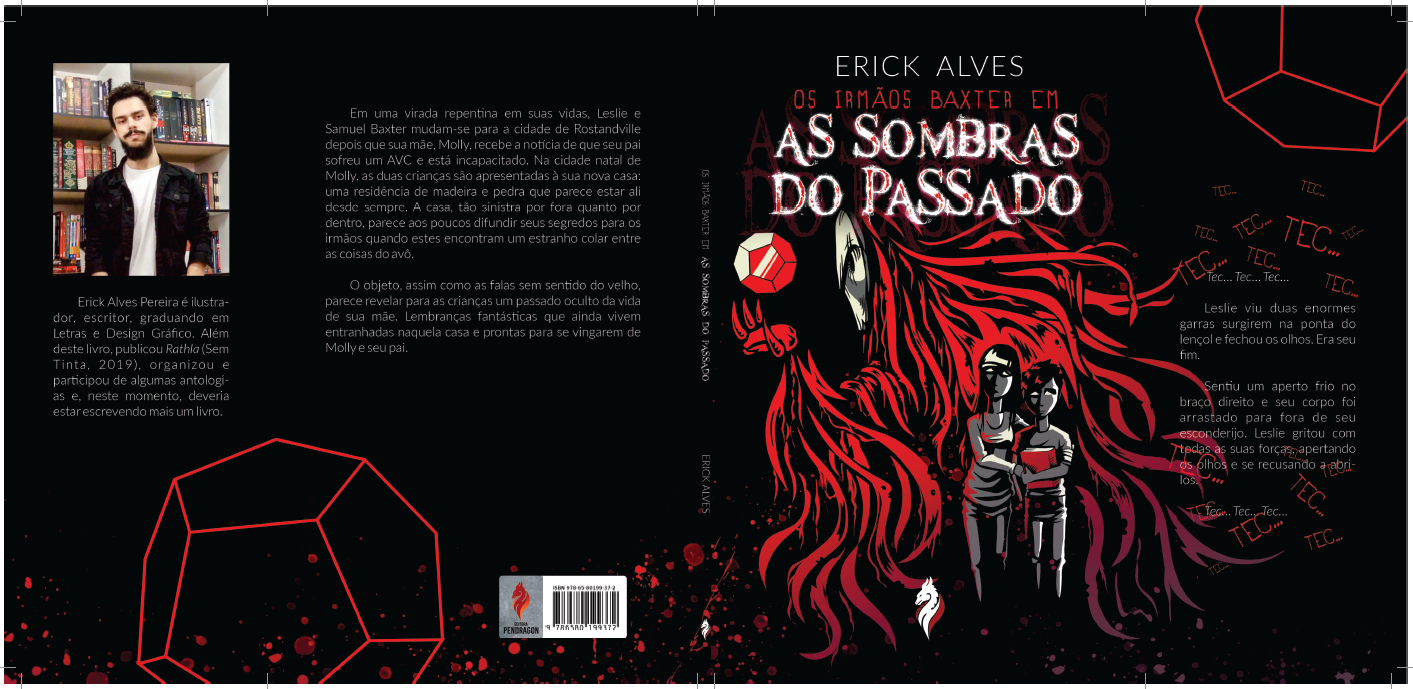 Erick Alves Pereira é ilustra-
dor, escritor, graduando em
Letras e Design Gráfico. Além
deste livro, publicou Rathla (Sem
Tinta, 2019), organizou e
participou de algumas antologi-
as e, neste momento, deveria
estar escrevendo mais um livro.
Em uma virada repentina em suas vidas, Leslie e
Samuel Baxter mudam-se para a cidade de Rostandville
depois que sua mãe, Molly, recebe a notícia de que seu pai
sofreu um AVC e está incapacitado. Na cidade natal de
Molly, as duas crianças são apresentadas à sua nova casa:
uma residência de madeira e pedra que parece estar ali
desde sempre. A casa, tão sinistra por fora quanto por
dentro, parece aos poucos difundir seus segredos para os
irmãos quando estes encontram um estranho colar entre
as coisas do avô.
O objeto, assim como as falas sem sentido do velho,
parece revelar para as crianças um passado oculto da vida
de sua mãe. Lembranças fantásticas que ainda vivem
entranhadas naquela casa e prontas para se vingarem de
Molly e seu pai.
EDITORA
PENDRAGON
ISBN 978-65-80199-37-2
9 786580 199372
OS IRMÃOS BAXTER EM AS SOMBRAS DO PASSADO
ERICK ALVES
ERICK ALVES
OS IRMÃOS BAXTER EM
AS SOMBRAS
DO PASSADO
TEC...
TEC...
TEC...
TEC...
TEC...
TEC...
TEC...
TEC...
TEC...
Tec... Tec... Tec...
Leslie viu duas enormes
garras surgirem na ponta do
lençol e fechou os olhos. Era seu
fim.
Sentiu um aperto frio no
braço direito e seu corpo foi
arrastado para fora de seu
esconderijo. Leslie gritou com
todas as suas forças, apertando
os olhos e se recusando a abri-
los.
Tec... Tec... Tec...
TEC...
TEC...
TEC...
TEC...
TEC...
TEC...
TEC...
TEC...